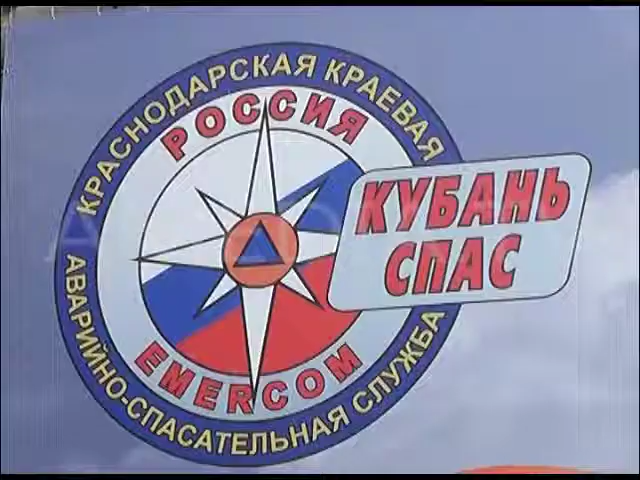 КРАСНОДАРСКАЯ КРАЕВАЯ
РОССИЯ
КУБАНЬ
СПАС
EMERCOM
АВАРИЙНО-СПАСАТЕЛЬНАЯ СЛУЖБА